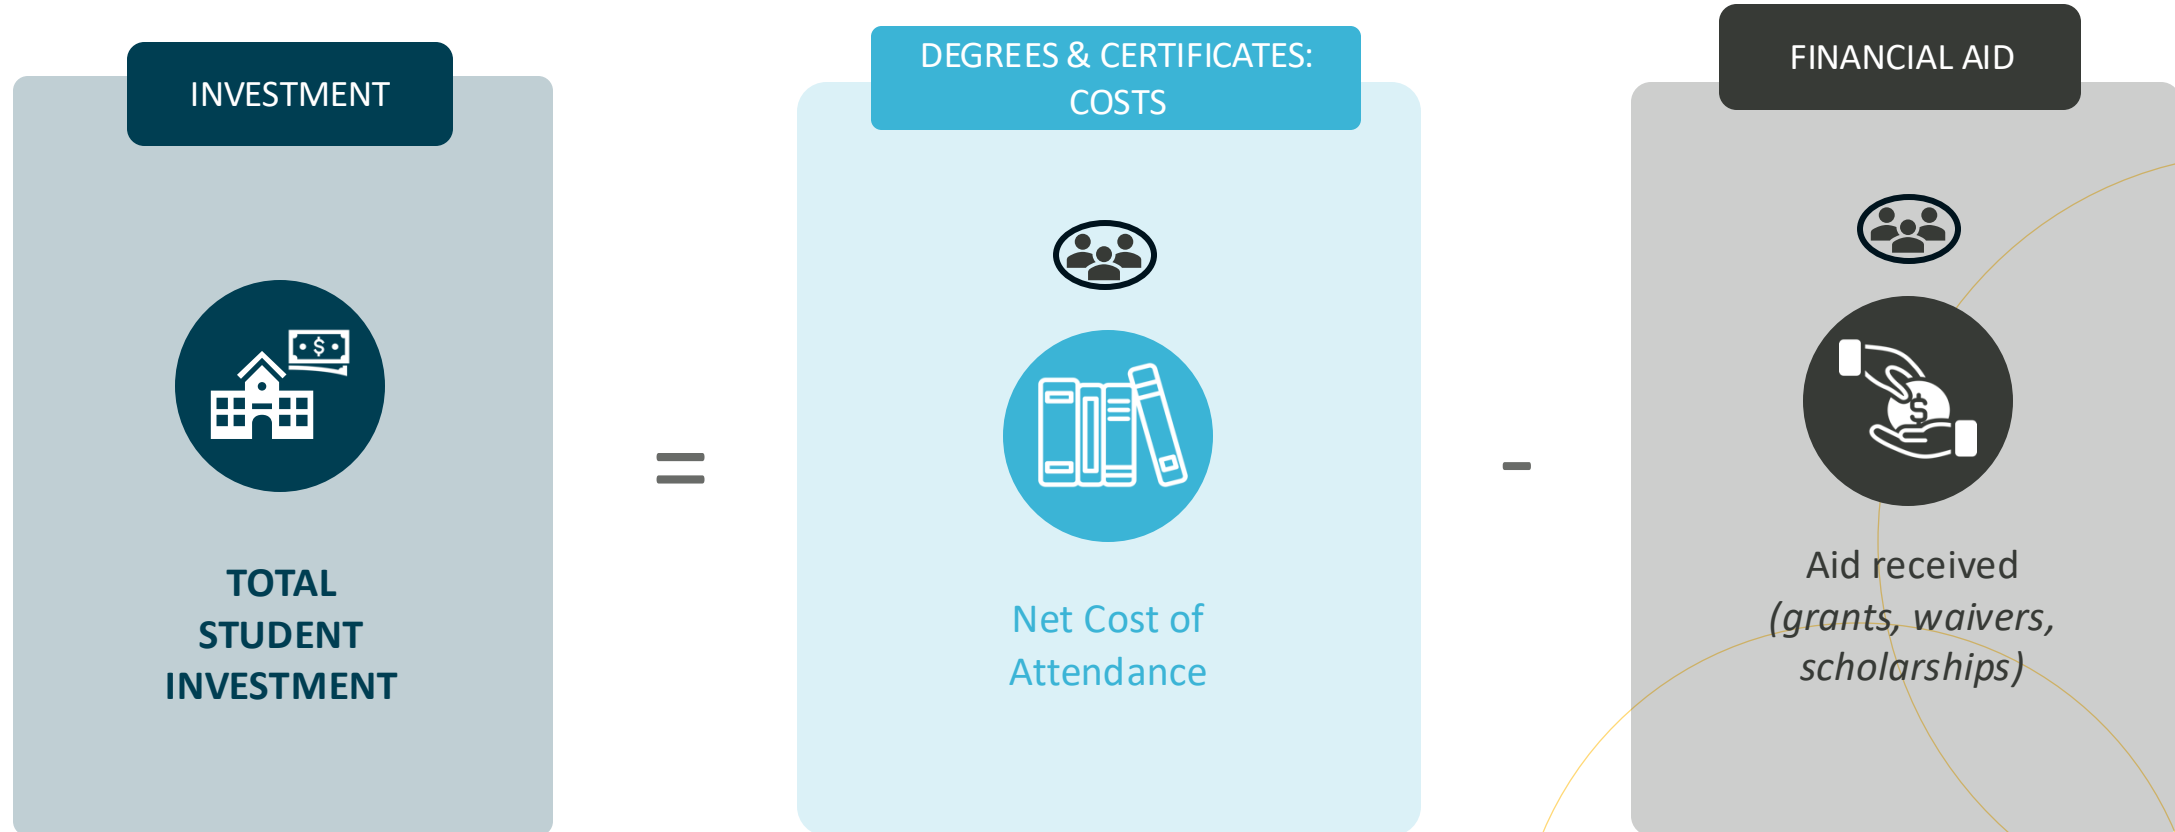 INVESTMENT
TOTAL
STUDENT
INVESTMENT
=
DEGREES & CERTIFICATES:
COSTS
Net Cost of
Attendance
-
FINANCIAL AID
$
Aid received
(grants, waivers,
scholarships)